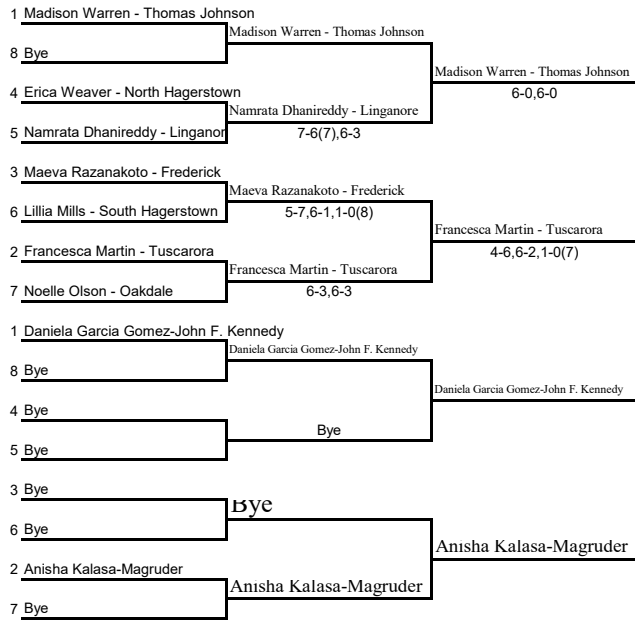 1 Madison Warren - Thomas Johnson
Madison Warren - Thomas Johnson
8 Bye
Madison Warren - Thomas Johnson
6-0,6-0
4 Erica Weaver - North Hagerstown
Namrata Dhanireddy - Linganore
5 Namrata Dhanireddy - Linganor
7-6(7),6-3
3 Maeva Razanakoto - Frederick
Maeva Razanakoto - Frederick
6 Lillia Mills - South Hagerstown
5-7,6-1,1-0(8)
Francesca Martin - Tuscarora
4-6,6-2,1-0(7)
2 Francesca Martin - Tuscarora
Francesca Martin - Tuscarora
7 Noelle Olson - Oakdale
6-3,6-3
1 Daniela Garcia Gomez-John F. Kennedy
Daniela Garcia Gomez-John F. Kennedy
8 Bye
Daniela Garcia Gomez-John F. Kennedy
4 Bye
Bye
5 Bye
3 Bye
Bye
6 Bye
Anisha Kalasa-Magruder
2 Anisha Kalasa-Magruder
Anisha Kalasa-Magruder
7 Bye